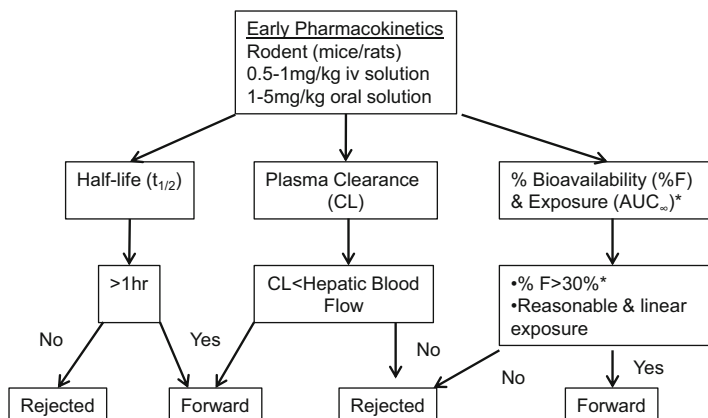 Early Pharmacokinetics
Rodent (mice/rats)
0.5-1mg/kg iv solution
1-5mg/kg oral solution
Half-life (t1/2)
Plasma Clearance
(CL)
% Bioavailability (%F)
& Exposure (AUC∞)*
>1hr
CL<Hepatic Blood
Flow
•% F>30%*
•Reasonable & linear
exposure
No
Yes
No
No
Yes
Rejected
Forward
Rejected
Forward